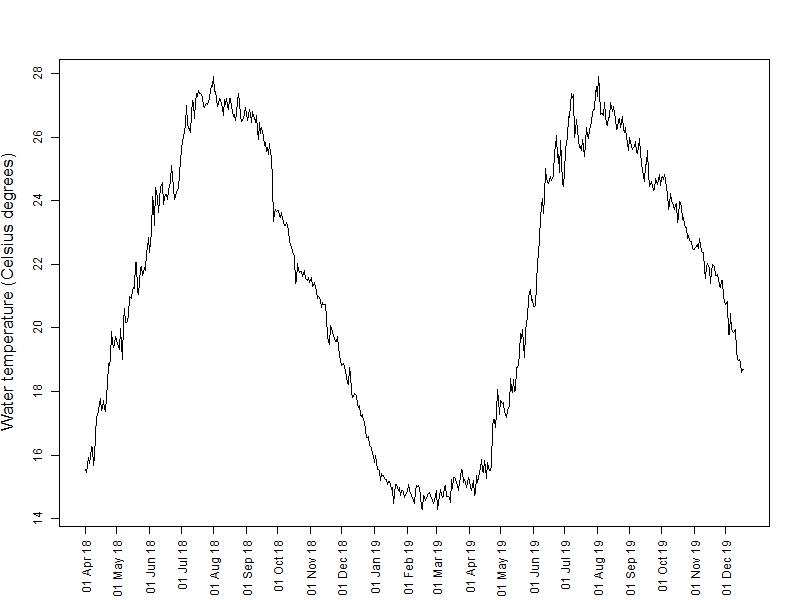 Water temperature (Celsius degrees)
28
26
24
22
20
18
16
14
01 Apr 18
01 May 18
01 Jun 18
01 Jul 18
01 Aug 18
01 Sep 18
01 Oct 18
01 Nov 18
01 Dec 18
01 Jan 19
01 Feb 19
01 Mar 19
01 Apr 19
01 May 19
01 Jun 19
01 Jul 19
01 Aug 19
01 Sep 19
01 Oct 19
01 Nov 19
01 Dec 19